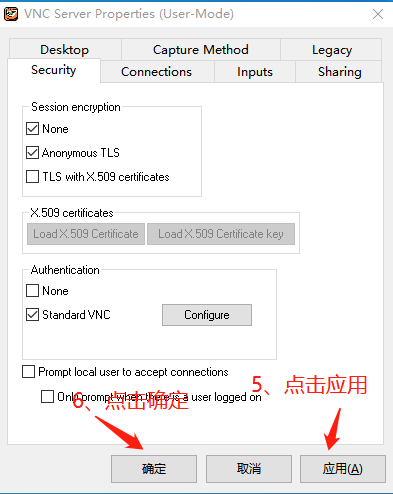 VNC Server Properties (User-Mode)
Desktop
Capture Method
Legacy
Security
Connections
Inputs
Sharing
Session encryption
None
Anonymous TLS
TLS with X.509 certificates
X.509 certificates
Load X.509 Certificate
Load X.509 Certificate key
Authentication
None
Standard VNC
Configure
Prompt local user to accept connections
5、点击应用
Only prompt when there is a user logged on
6、点击确定
确定
取消
应用(A)